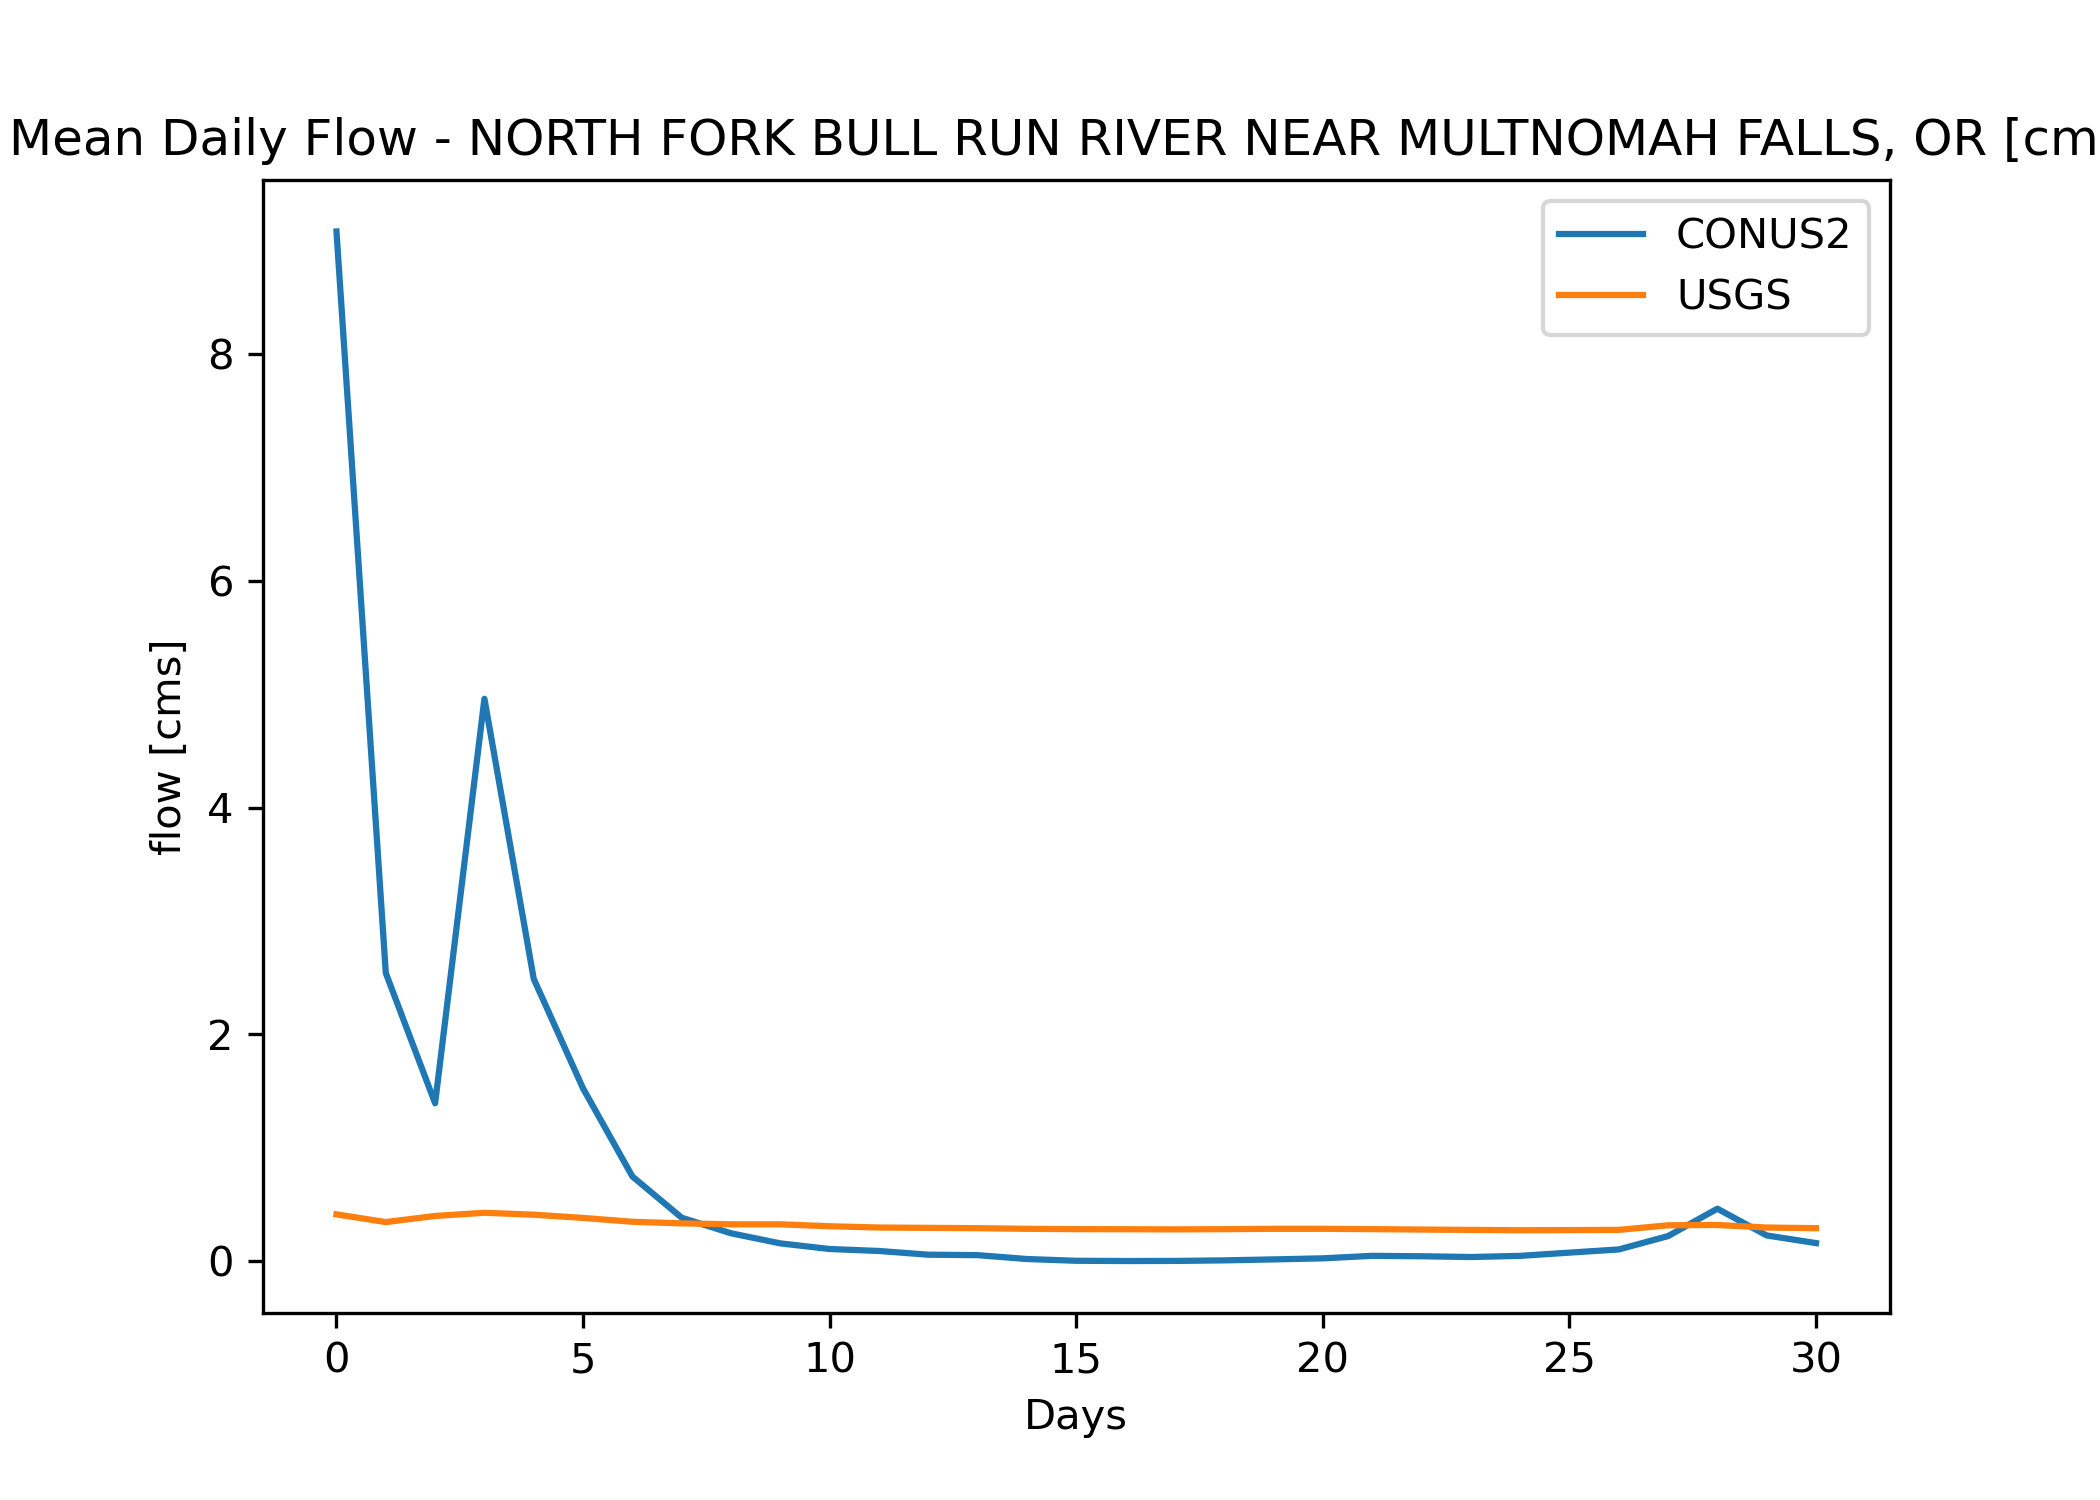 Mean Daily Flow - NORTH FORK BULL RUN RIVER NEAR MULTNOMAH FALLS, OR [cm
CONUS2
USGS
8
6
4
2
0
flow [cms]
0 5 10 15 20 25 30
Days